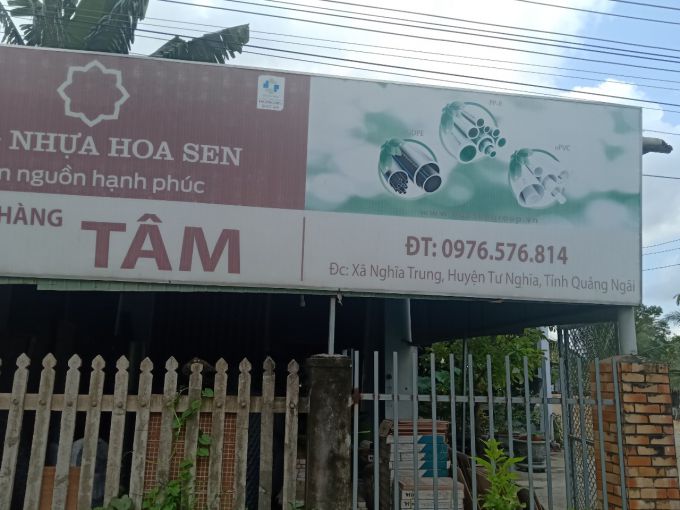 NHỰA HOA SEN
nguồn hạnh phúc
HÀNG
TÂM
PP-R
HDPE
uPVC
ĐT: 0976.576.814
Đc: Xã Nghĩa Trung, Huyện Tư Nghĩa, Tỉnh Quảng Ngãi